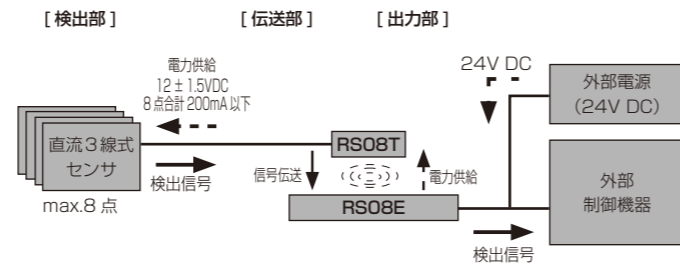 [ 検出部 ]
[ 伝送部 ]
[ 出力部 ]
電力供給
12 ± 1.5VDC
8点合計 200mA 以下
24V DC
外部電源
（24V DC）
直流3線式
センサ
検出信号
max.8 点
RS08T
信号伝送
電力供給
RS08E
外部
制御機器
検出信号